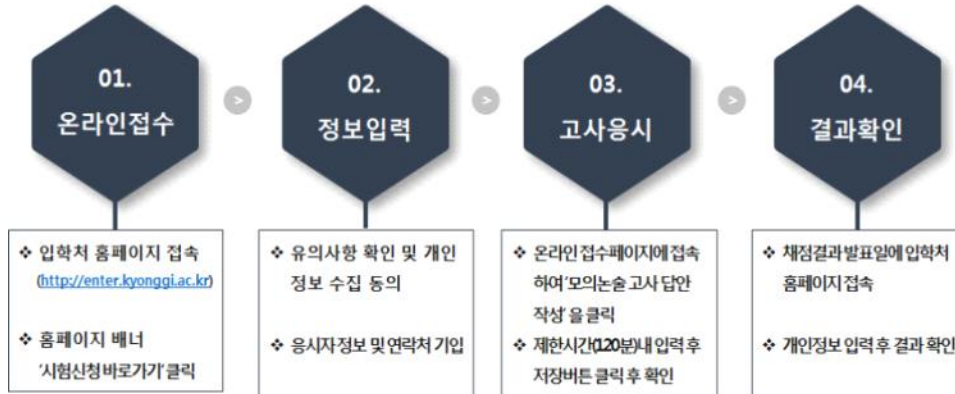 01.
온라인접수
>
02.
정보입력
>
03.
고사응시
>
04.
결과확인
❖ 입학처 홈페이지 접속
(http://enter.kyonggi.ac.kr)
❖ 홈페이지 배너
'시험신청 바로가기' 클릭
❖ 유의사항 확인 및 개인
정보 수집 동의
❖ 응시자 정보 및 연락처 기입
❖ 온라인 접수페이지에 접속
하여 '모의논술 고사 답안
작성' 을 클릭
❖ 제한시간(120분)내 입력 후
저장버튼 클릭 후 확인
❖ 채점결과 발표일에 입학처
홈페이지 접속
❖ 개인정보 입력 후 결과 확인